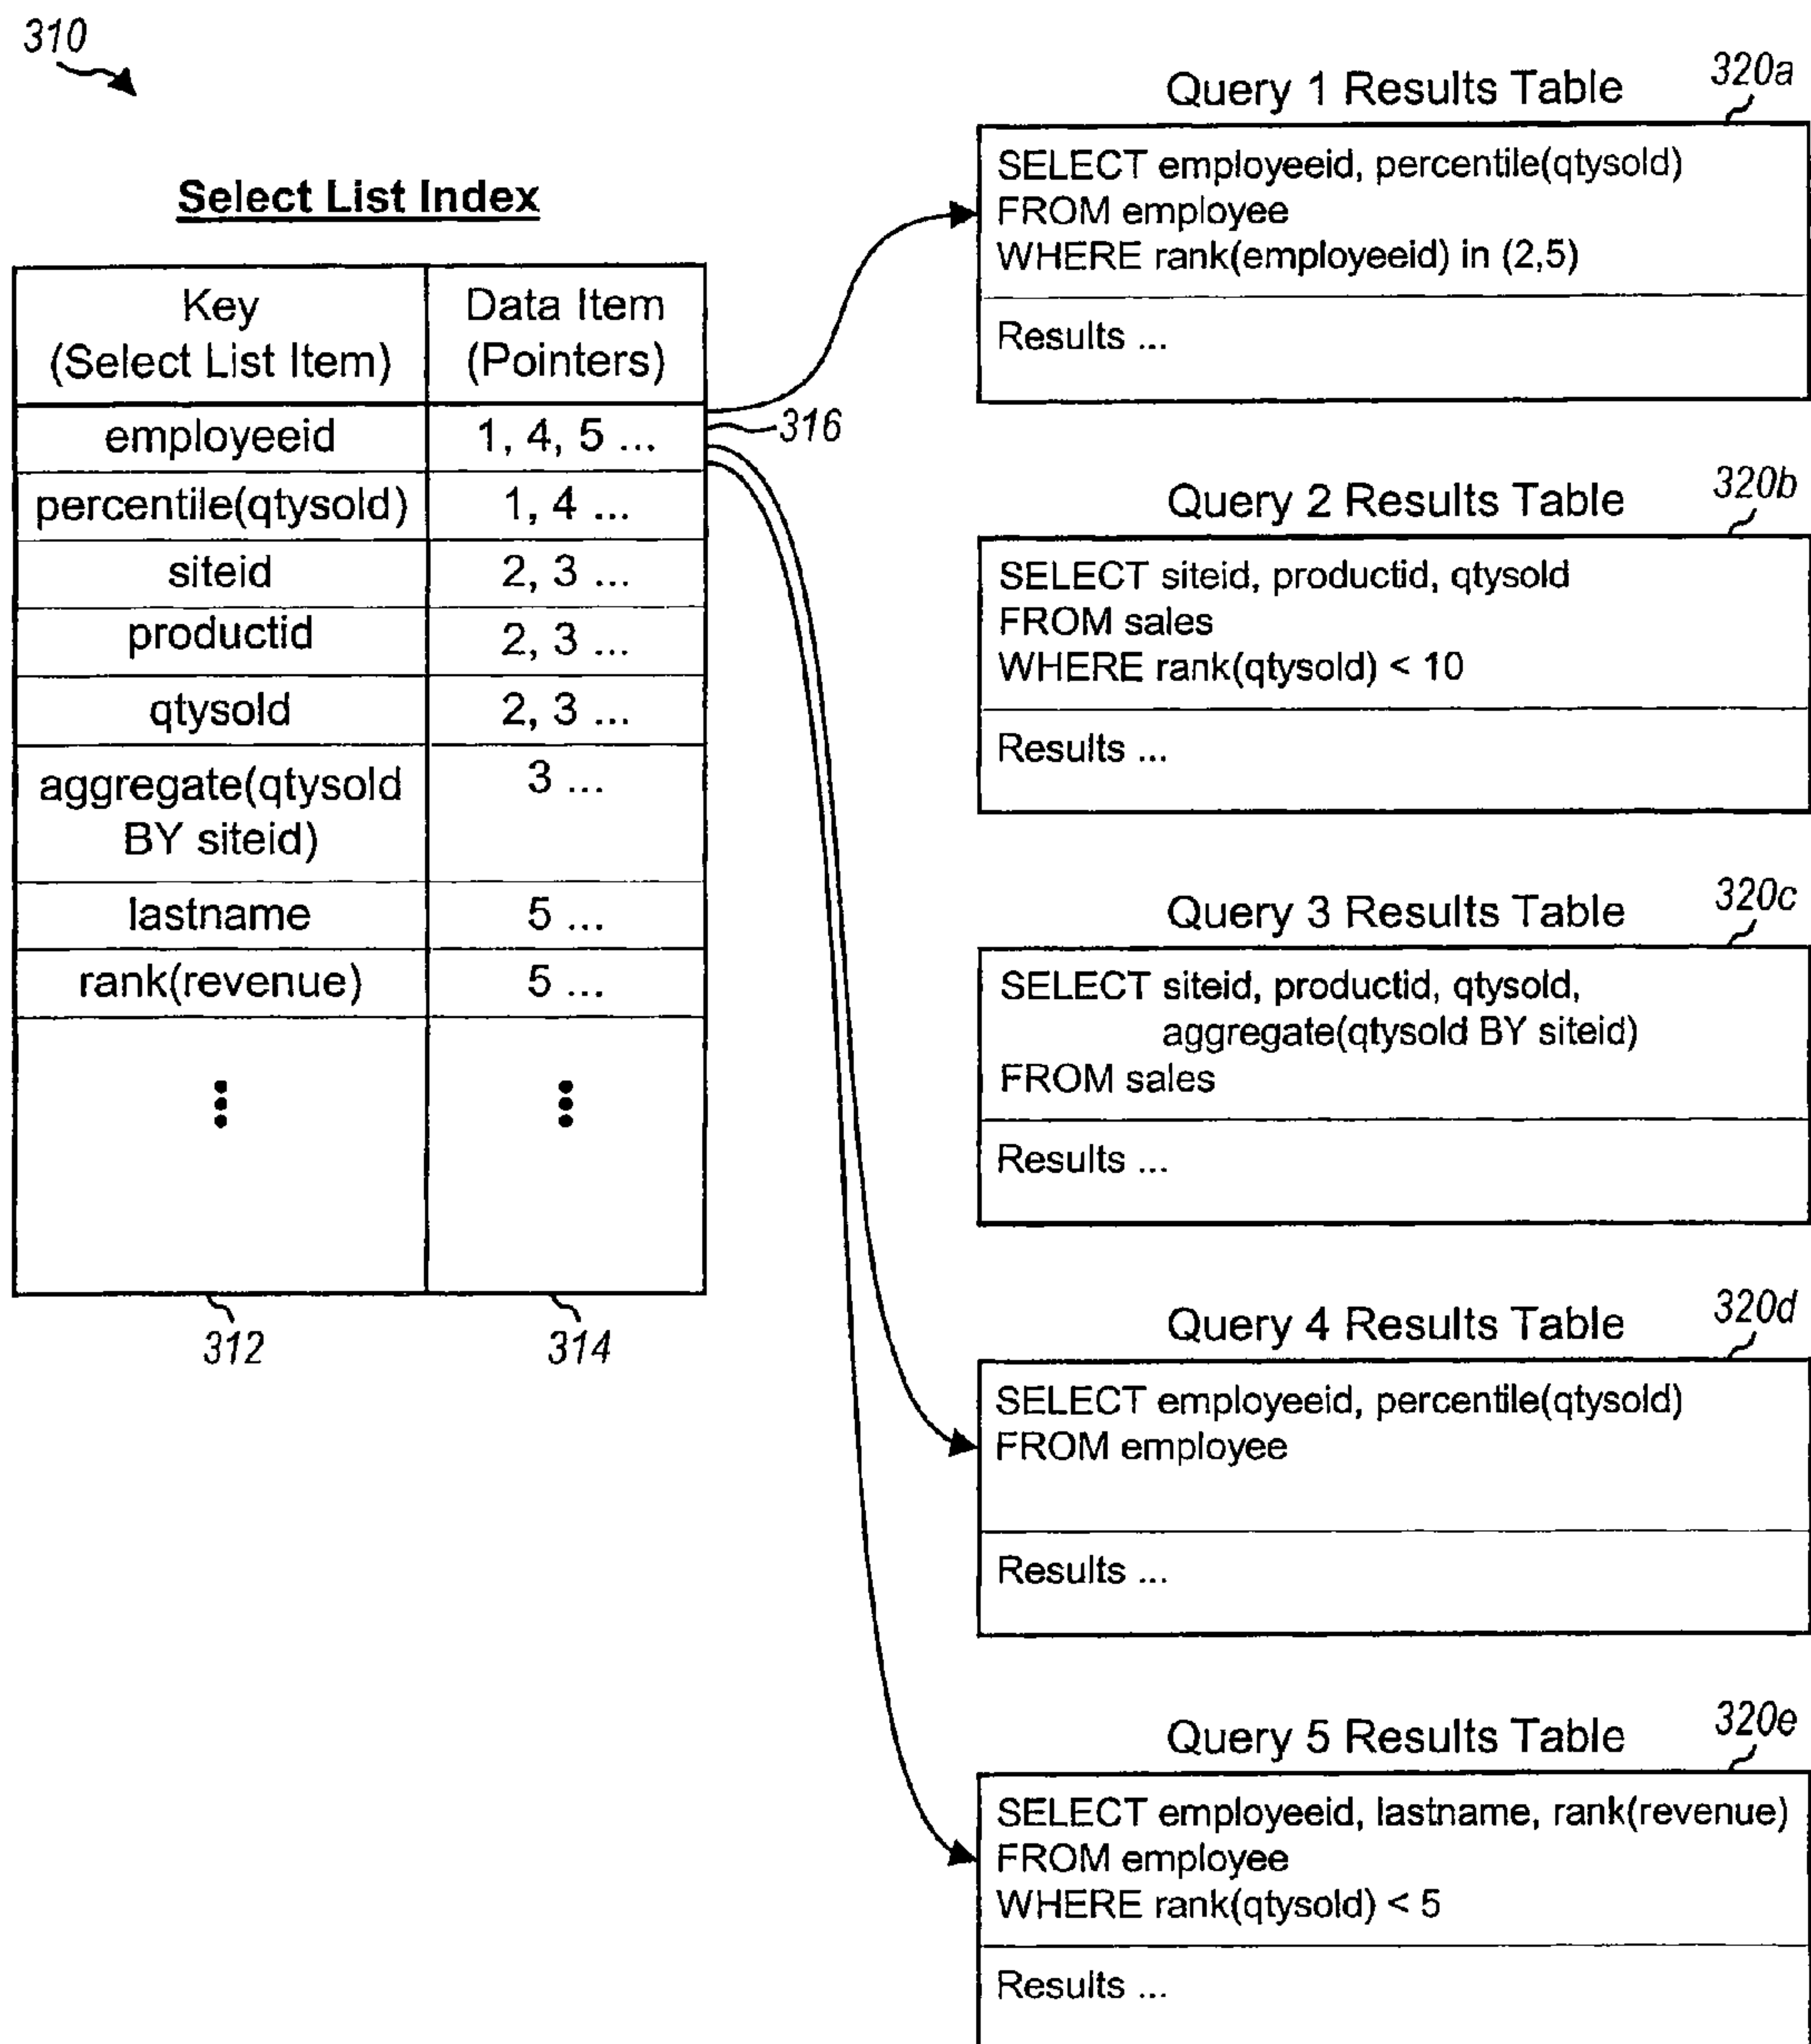 310
Select List Index
Key
(Select List Item)
Data Item
(Pointers)
employeeid
1, 4, 5 ...
percentile(qtysold)
1, 4 ...
siteid
2, 3 ...
productid
2, 3 ...
qtysold
2, 3 ...
aggregate(qtysold
BY siteid)
3 ...
lastname
5 ...
rank(revenue)
5 ...
312
314
316
Query 1 Results Table
320a
SELECT employeeid, percentile(qtysold)
FROM employee
WHERE rank(employeeid) in (2,5)
Results ...
Query 2 Results Table
320b
SELECT siteid, productid, qtysold
FROM sales
WHERE rank(qtysold) < 10
Results ...
Query 3 Results Table
320c
SELECT siteid, productid, qtysold,
aggregate(qtysold BY siteid)
FROM sales
Results ...
Query 4 Results Table
320d
SELECT employeeid, percentile(qtysold)
FROM employee
Results ...
Query 5 Results Table
320e
SELECT employeeid, lastname, rank(revenue)
FROM employee
WHERE rank(qtysold) < 5
Results ...